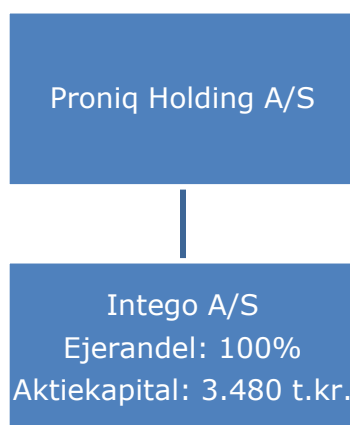 Proniq Holding A/S
Intego A/S
Ejerandel: 100%
Aktiekapital: 3.480 t.kr.